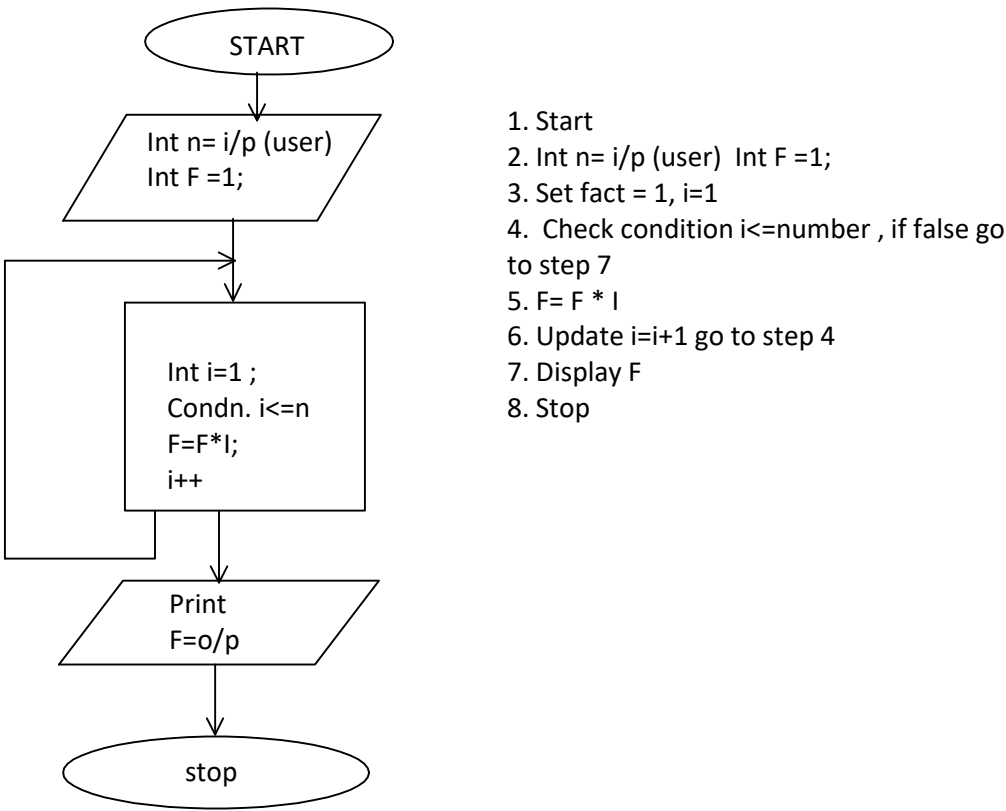 START
Int n= i/p (user)
Int F =1;
Int i=1 ;
Condn. i<=n
F=F*I;
i++
Print
F=o/p
stop
1. Start
2. Int n= i/p (user)  Int F =1;
3. Set fact = 1, i=1
4.  Check condition i<=number , if false go
to step 7
5. F= F * I
6. Update i=i+1 go to step 4
7. Display F
8. Stop